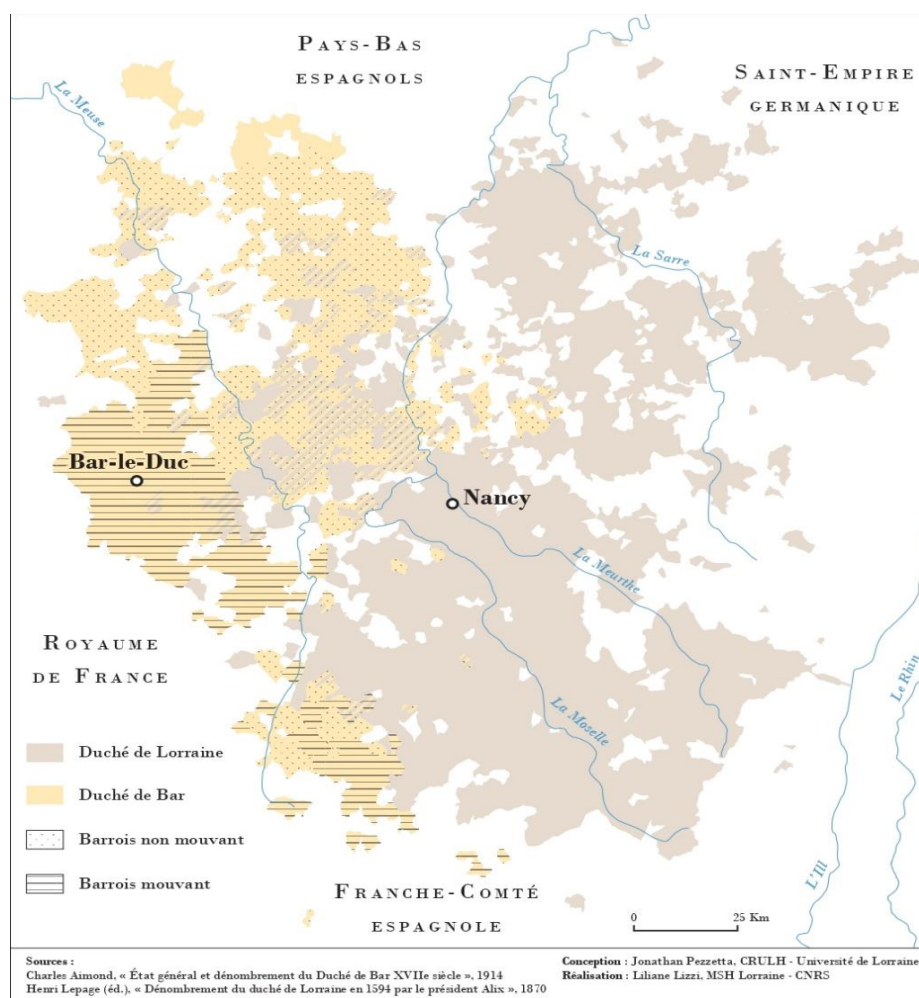 PAYS-BAS
ESPAGNOLS
SAINT-EMPIRE
GERMANIQUE
La Meuse
La Sarre
Bar-le-Duc
Nancy
La Meurthe
ROYAUME
DE FRANCE
Le Rhin
La Moselle
L'Ill
Duché de Lorraine
Duché de Bar
Barrois non mouvant
Barrois mouvant
FRANCHE-COMTÉ
ESPAGNOLE
0 25 Km
Sources :
Charles Aimond, « État général et dénombrement du Duché de Bar XVIIe siècle », 1914
Henri Lepage (éd.), « Dénombrement du duché de Lorraine en 1594 par le président Alix », 1870
Conception : Jonathan Pezzetta, CRULH - Université de Lorraine
Réalisation : Liliane Lizzi, MSH Lorraine - CNRS